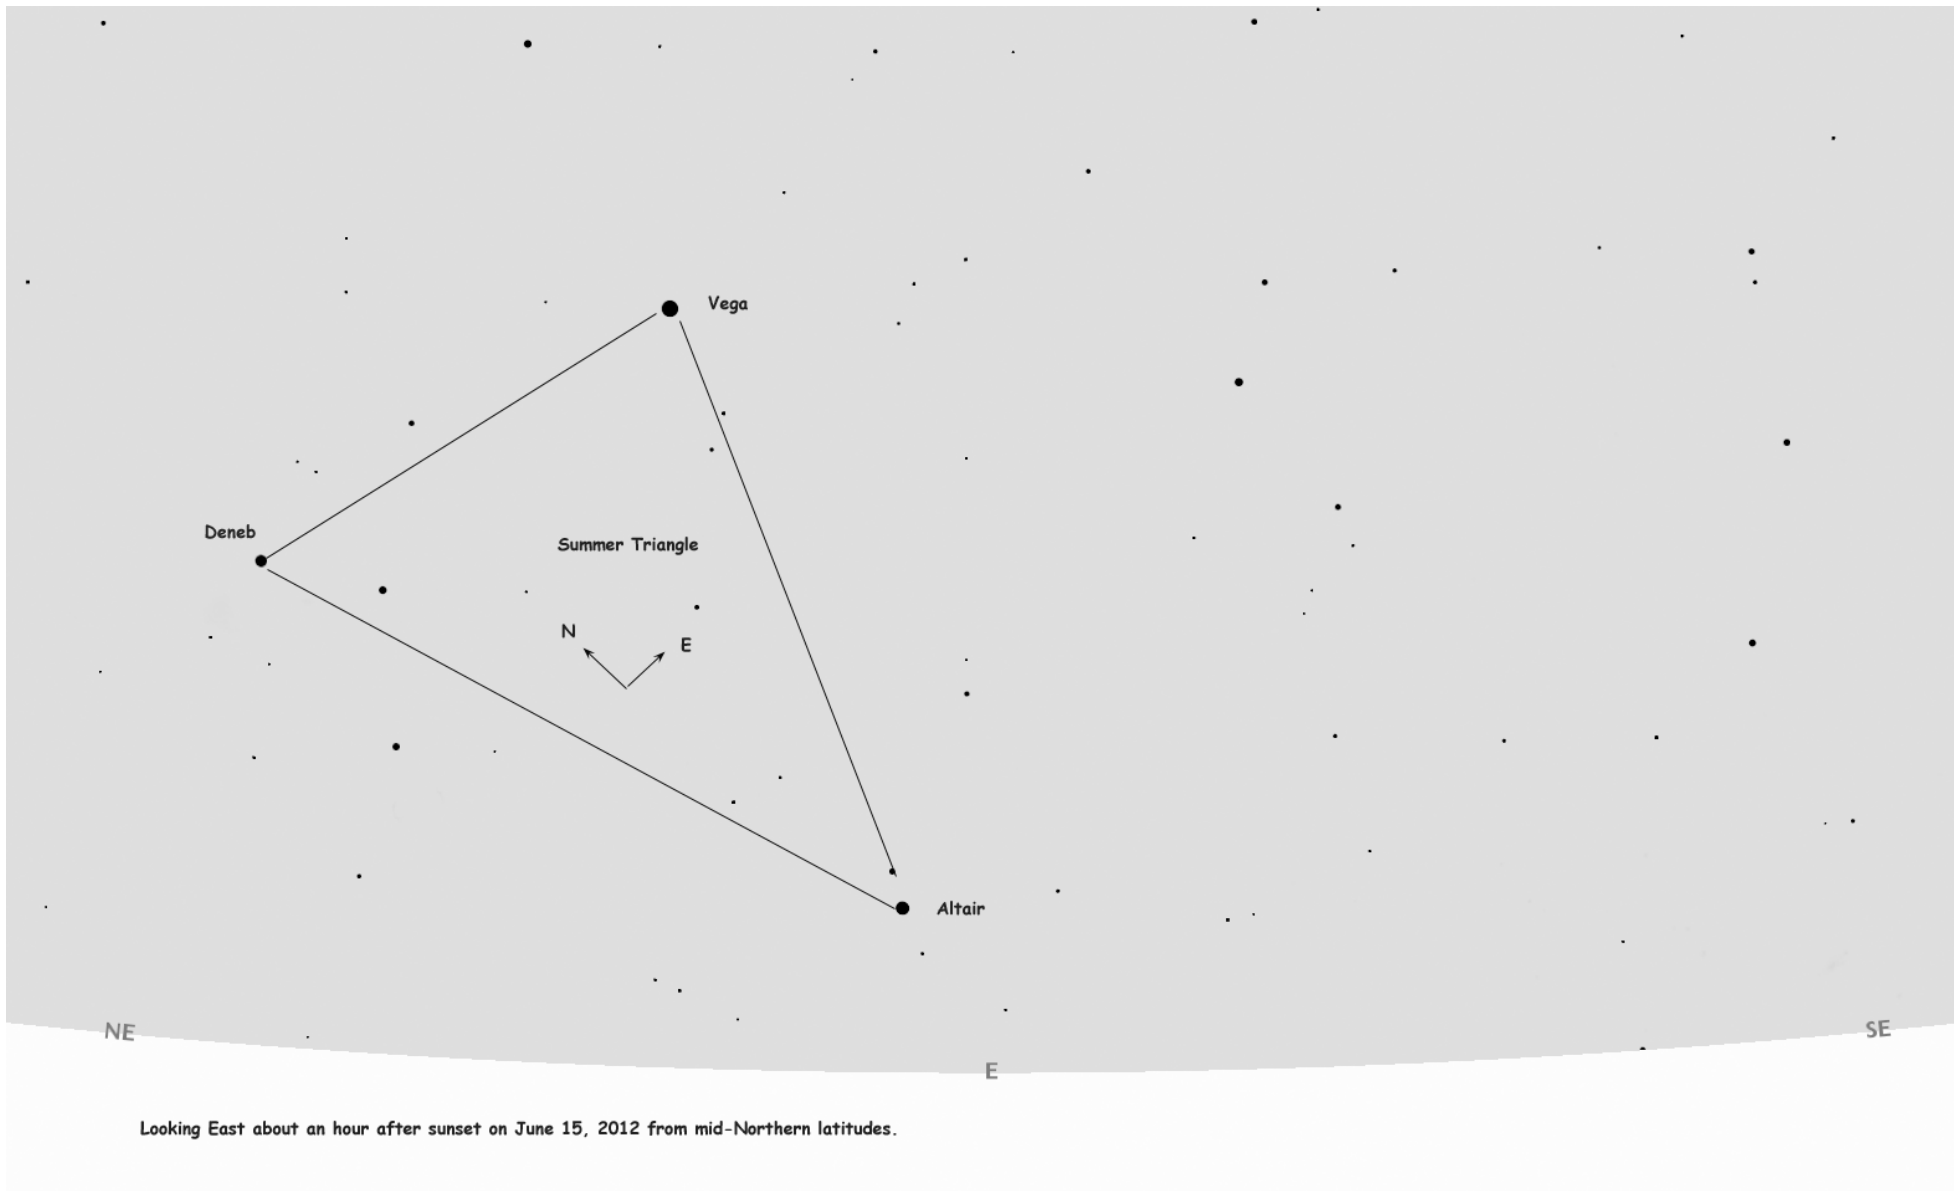 Vega
Deneb
Summer Triangle
N
E
Altair
NE
SE
E
Looking East about an hour after sunset on June 15, 2012 from mid-Northern latitudes.